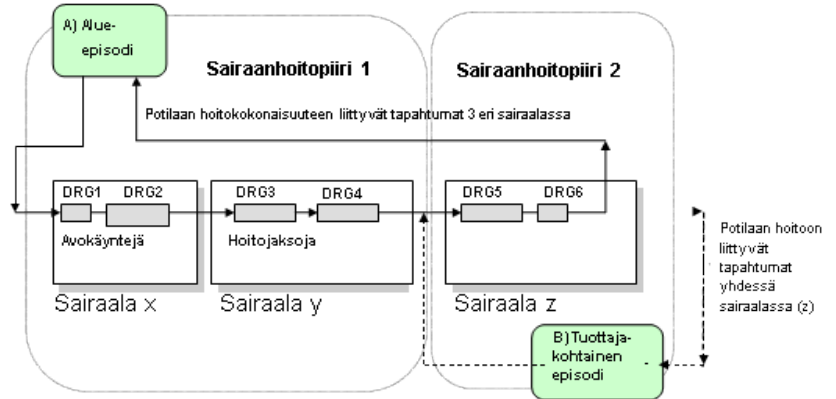 A) Alue-
episodi
Sairaanhoitopiiri 1
Sairaanhoitopiiri 2
Potilaan hoitokokonaisuuteen liittyvät tapahtumat 3 eri sairaalassa
DRG1 DRG2
Avokäyntejä
DRG3 DRG4
Hoitojaksoja
DRG5 DRG6
Sairaala x
Sairaala y
Sairaala z
Potilaan hoitoon
liittyvät
tapahtumat
yhdessä
sairaalassa (z)
B) Tuottaja-
kohtainen
episodi